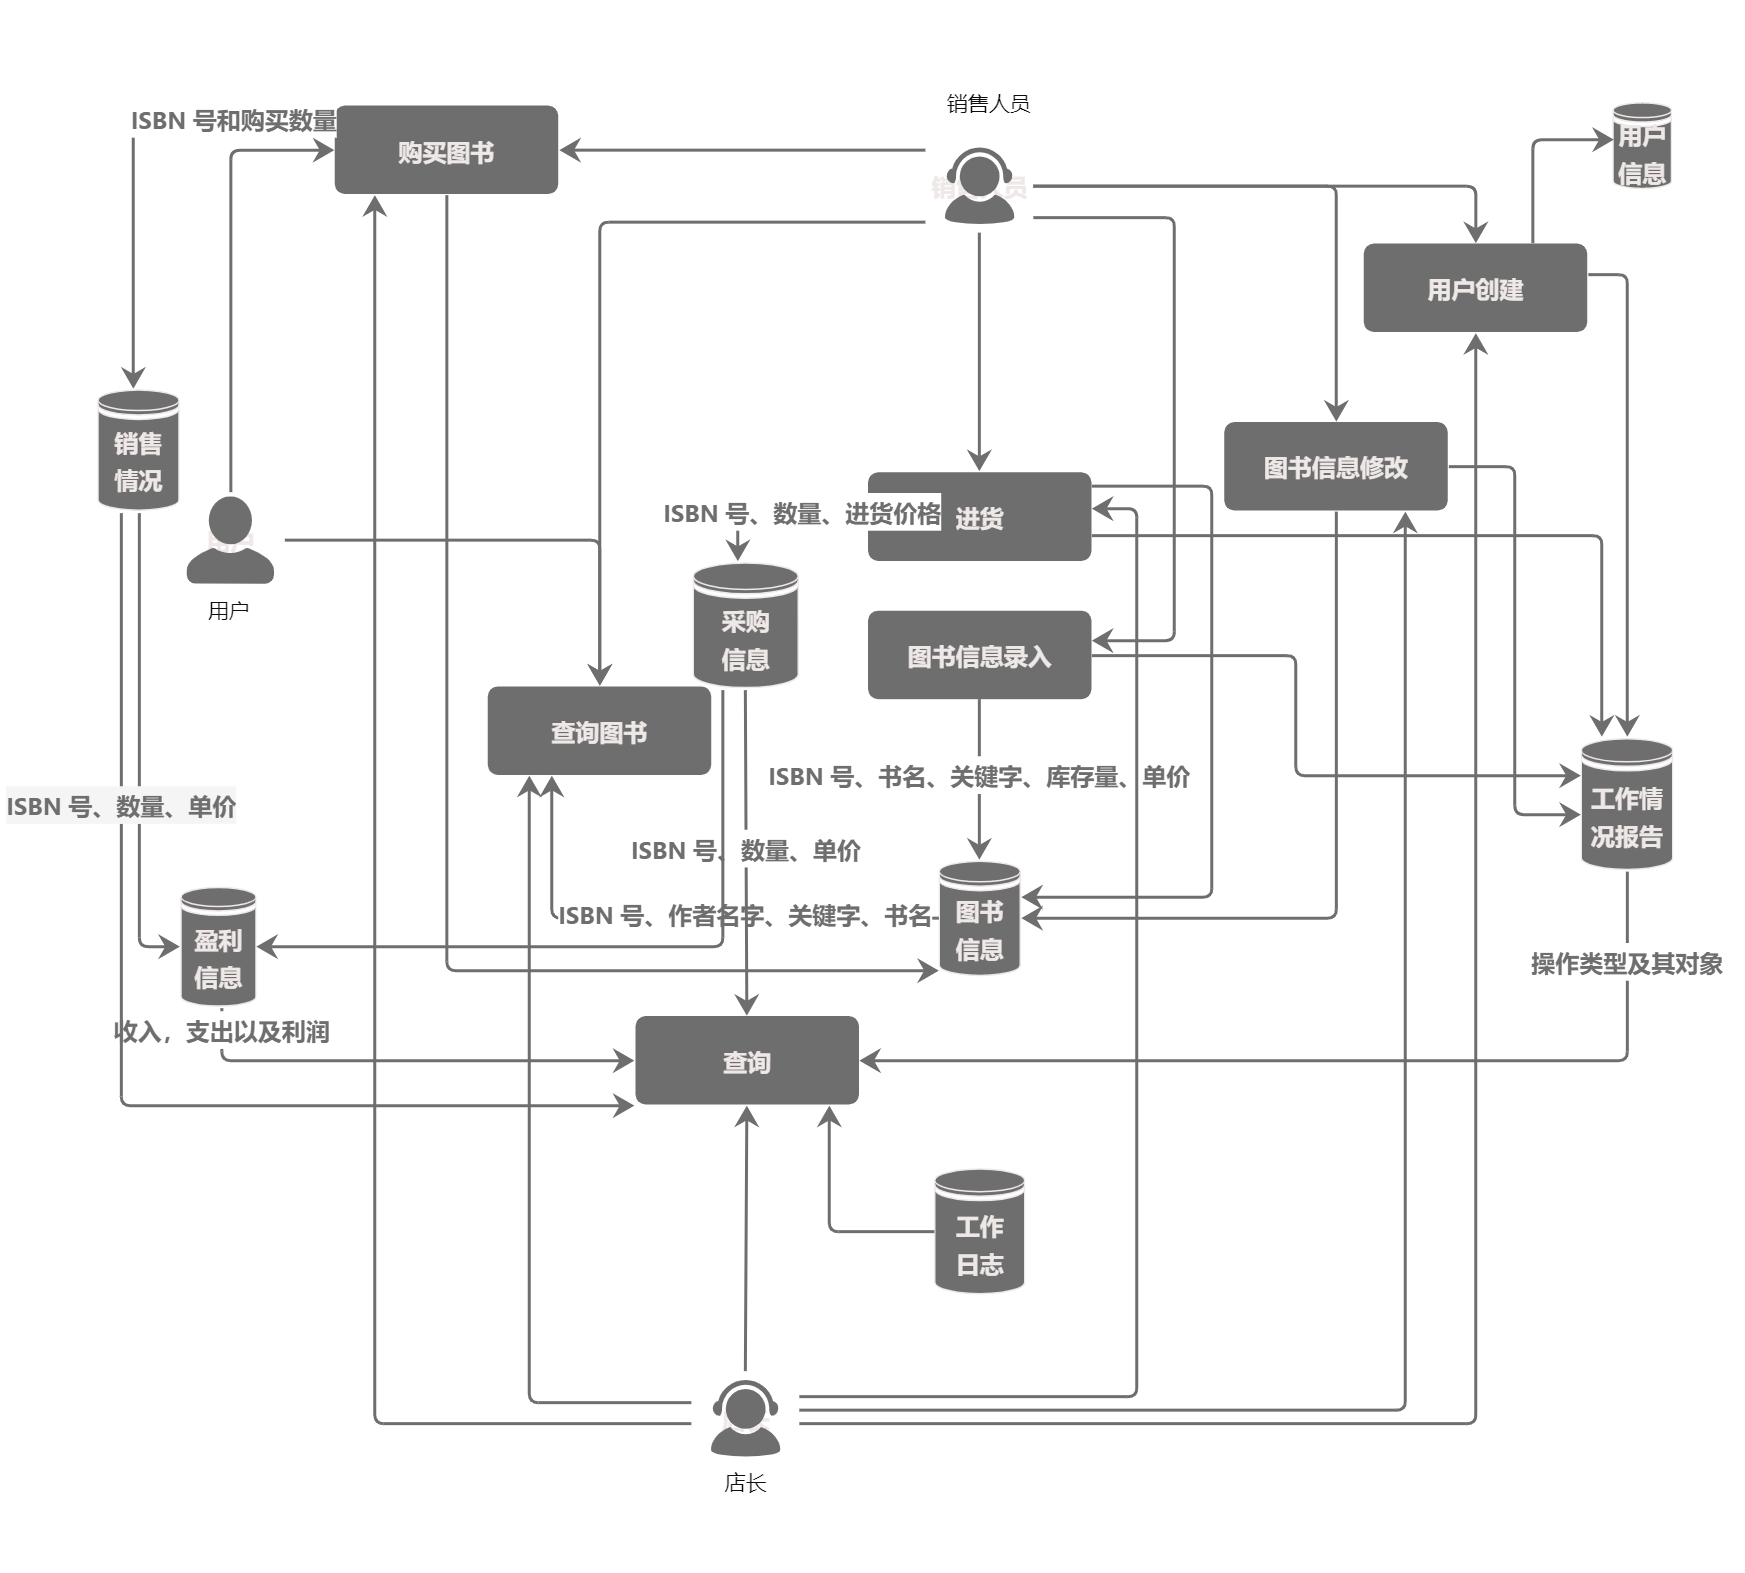 销售人员
ISBN 号和购买数量
购买图书
用户
信息
销售人员
用户创建
销售
情况
图书信息修改
ISBN 号、数量、进货价格
进货
用户
用户
采购
信息
图书信息录入
查询图书
ISBN 号、书名、关键字、库存量、单价
ISBN 号、数量、单价
工作情
况报告
ISBN 号、数量、单价
ISBN 号、作者名字、关键字、书名
图书
信息
盈利
信息
操作类型及其对象
收入，支出以及利润
查询
工作
日志
店长